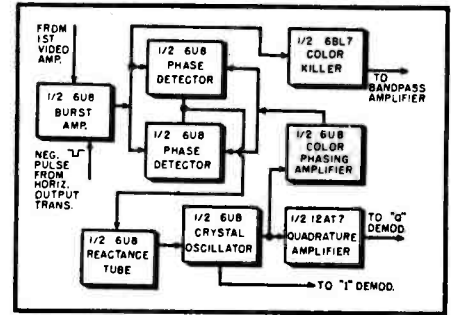 FROM
1ST
VIDEO
AMP.
1/2 6U8
BURST
AMP.
NEG.
PULSE
FROM
HORIZ.
OUTPUT
TRANS.
1/2 6U8
PHASE
DETECTOR
1/2 6U8
PHASE
DETECTOR
1/2 6BL7
COLOR
KILLER
TO
BANDPASS
AMPLIFIER
1/2 6U8
COLOR
PHASING
AMPLIFIER
1/2 6U8
REACTANCE
TUBE
1/2 6U8
CRYSTAL
OSCILLATOR
1/2 12AT7
QUADRATURE
AMPLIFIER
TO "Q"
DEMOD.
TO "I" DEMOD.